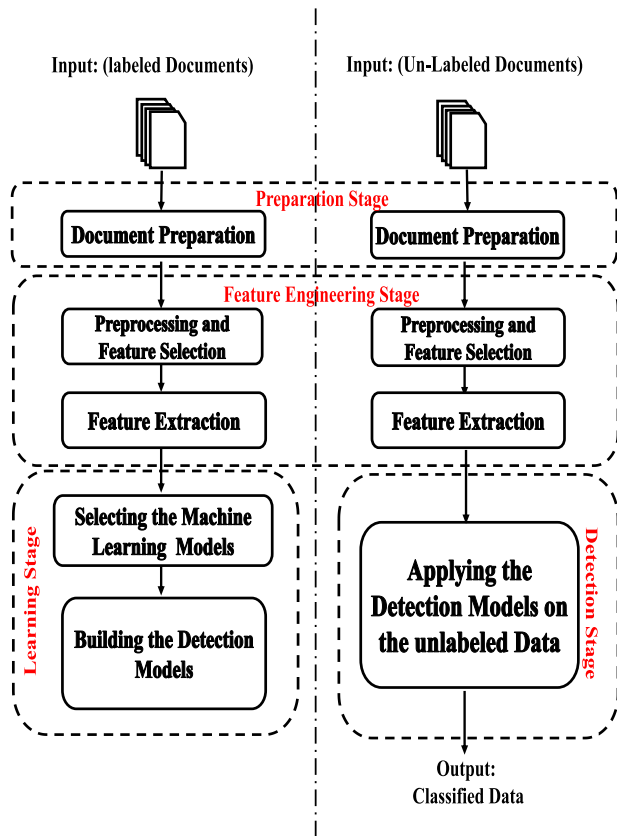 Input: (labeled Documents)
Input: (Un-Labeled Documents)
Preparation Stage
Document Preparation
Document Preparation
Feature Engineering Stage
Preprocessing and
Feature Selection
Preprocessing and
Feature Selection
Feature Extraction
Feature Extraction
Learning Stage
Selecting the Machine
Learning Models
Building the Detection
Models
Applying the
Detection Models on
the unlabeled Data
Detection Stage
Output:
Classified Data